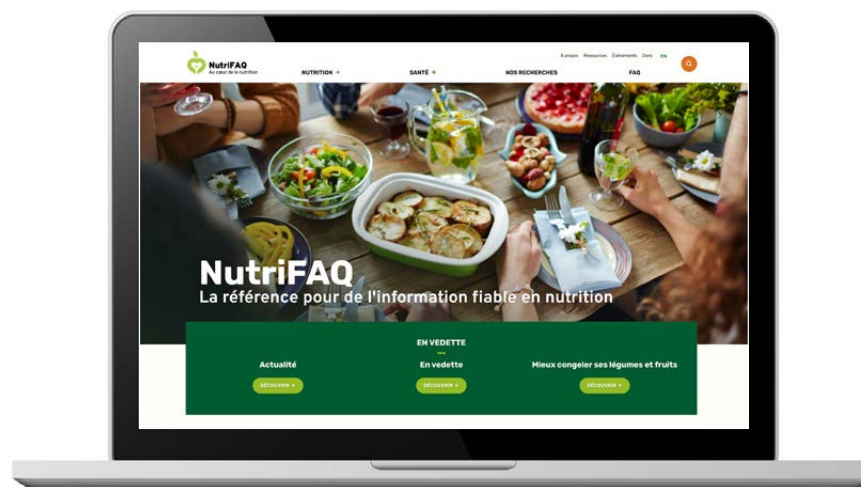 À propos Ressources Événements Dons EN
NutriFAQ
Au cœur de la nutrition
NUTRITION +
SANTÉ +
NOS RECHERCHES
FAQ
NutriFAQ
La référence pour de l'information fiable en nutrition
EN VEDETTE
Actualité
En vedette
Mieux congeler ses légumes et fruits
DÉCOUVRIR +
DÉCOUVRIR +
DÉCOUVRIR +